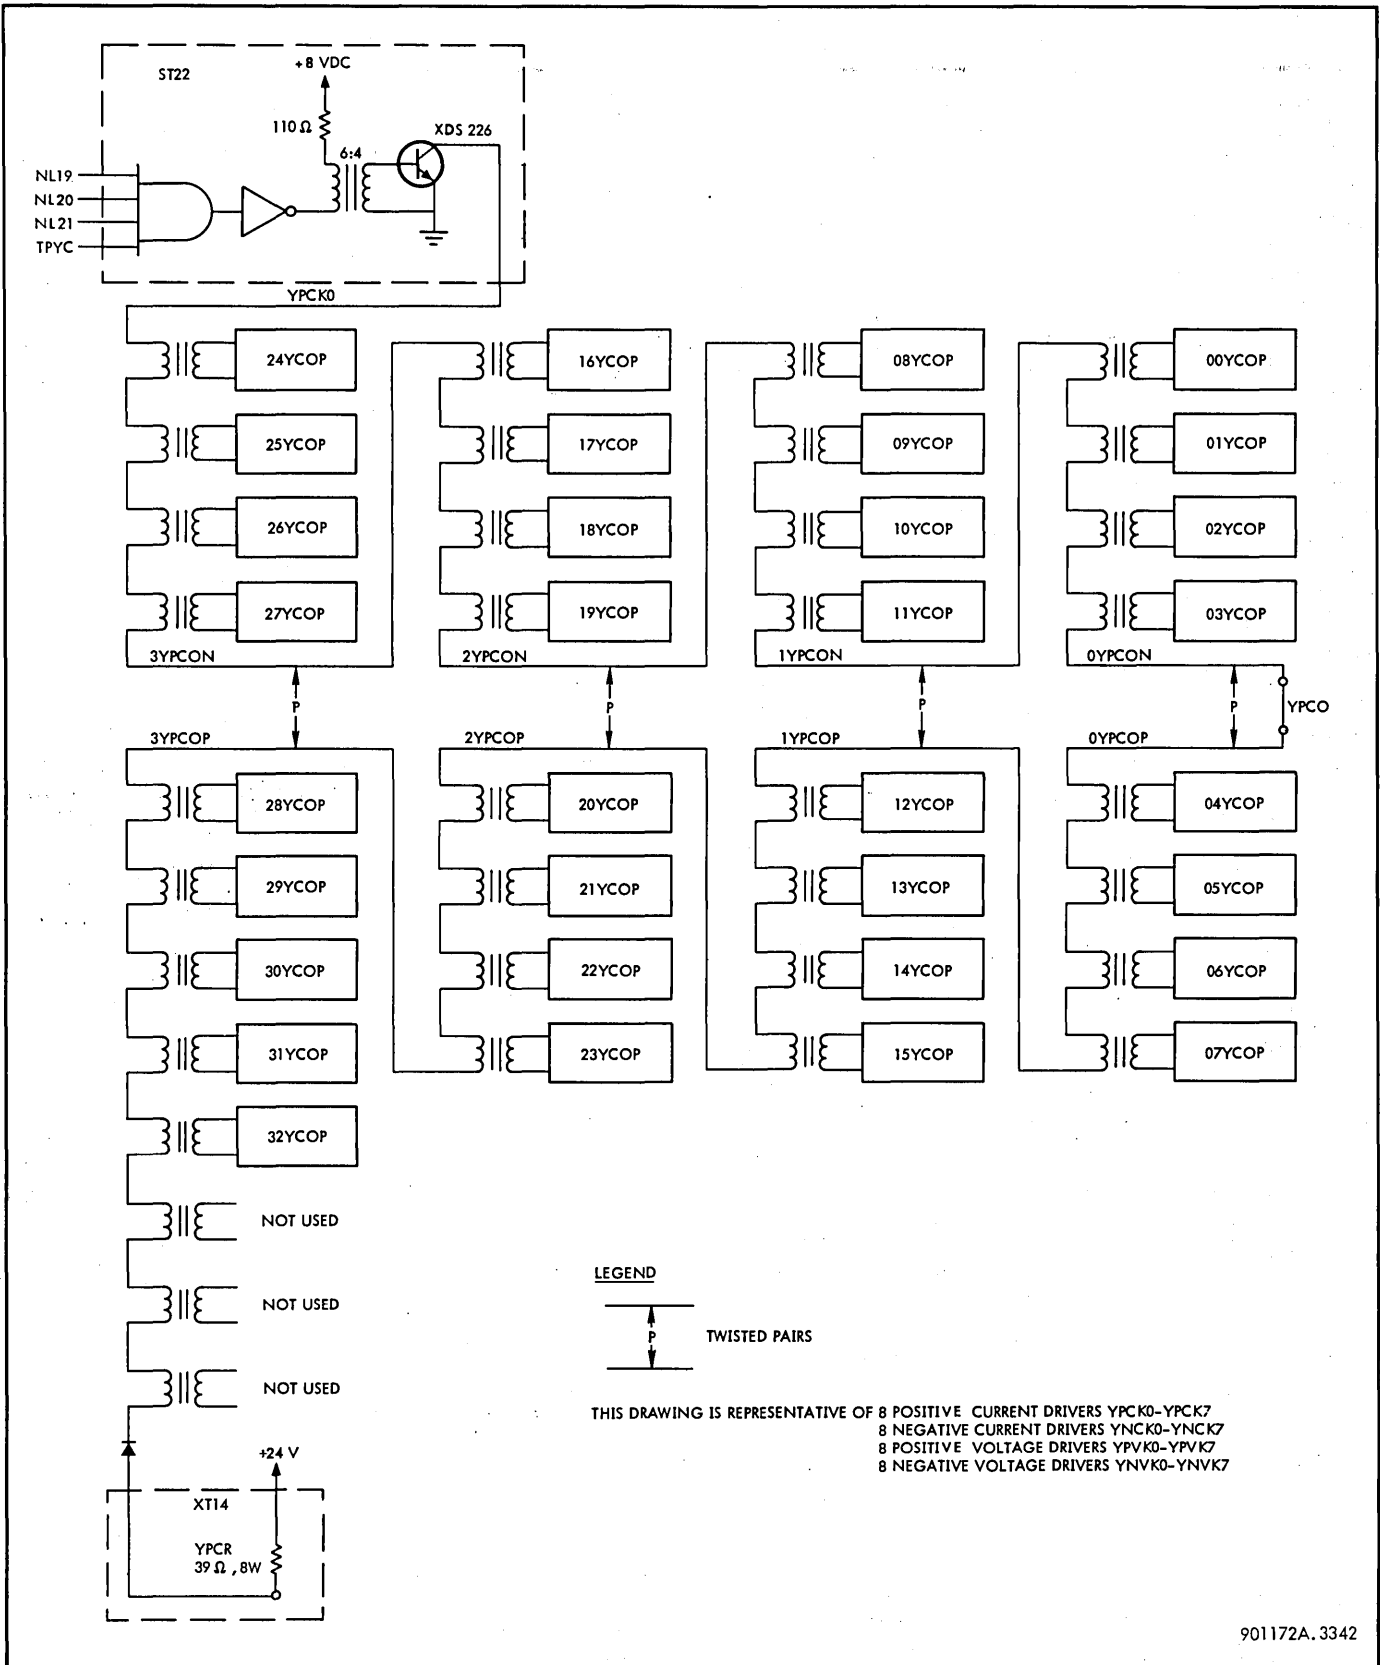 ST22
+8 VDC
110Ω
XDS 226
6:4
NL19
NL20
NL21
TPYC
YPCK0
24YCOP
16YCOP
08YCOP
00YCOP
25YCOP
17YCOP
09YCOP
01YCOP
26YCOP
18YCOP
10YCOP
02YCOP
27YCOP
19YCOP
11YCOP
03YCOP
3YPCON
2YPCON
1YPCON
0YPCON
P
P
P
P
YPCO
3YPCOP
2YPCOP
1YPCOP
0YPCOP
28YCOP
20YCOP
12YCOP
04YCOP
29YCOP
21YCOP
13YCOP
05YCOP
30YCOP
22YCOP
14YCOP
06YCOP
31YCOP
23YCOP
15YCOP
07YCOP
32YCOP
NOT USED
NOT USED
NOT USED
LEGEND
P
TWISTED PAIRS
THIS DRAWING IS REPRESENTATIVE OF 8 POSITIVE CURRENT DRIVERS YPCK0-YPCK7
8 NEGATIVE CURRENT DRIVERS YNCK0-YNCK7
8 POSITIVE VOLTAGE DRIVERS YPVK0-YPVK7
8 NEGATIVE VOLTAGE DRIVERS YNVK0-YNVK7
+24 V
XT14
YPCR
39Ω, 8W
901172A.3342